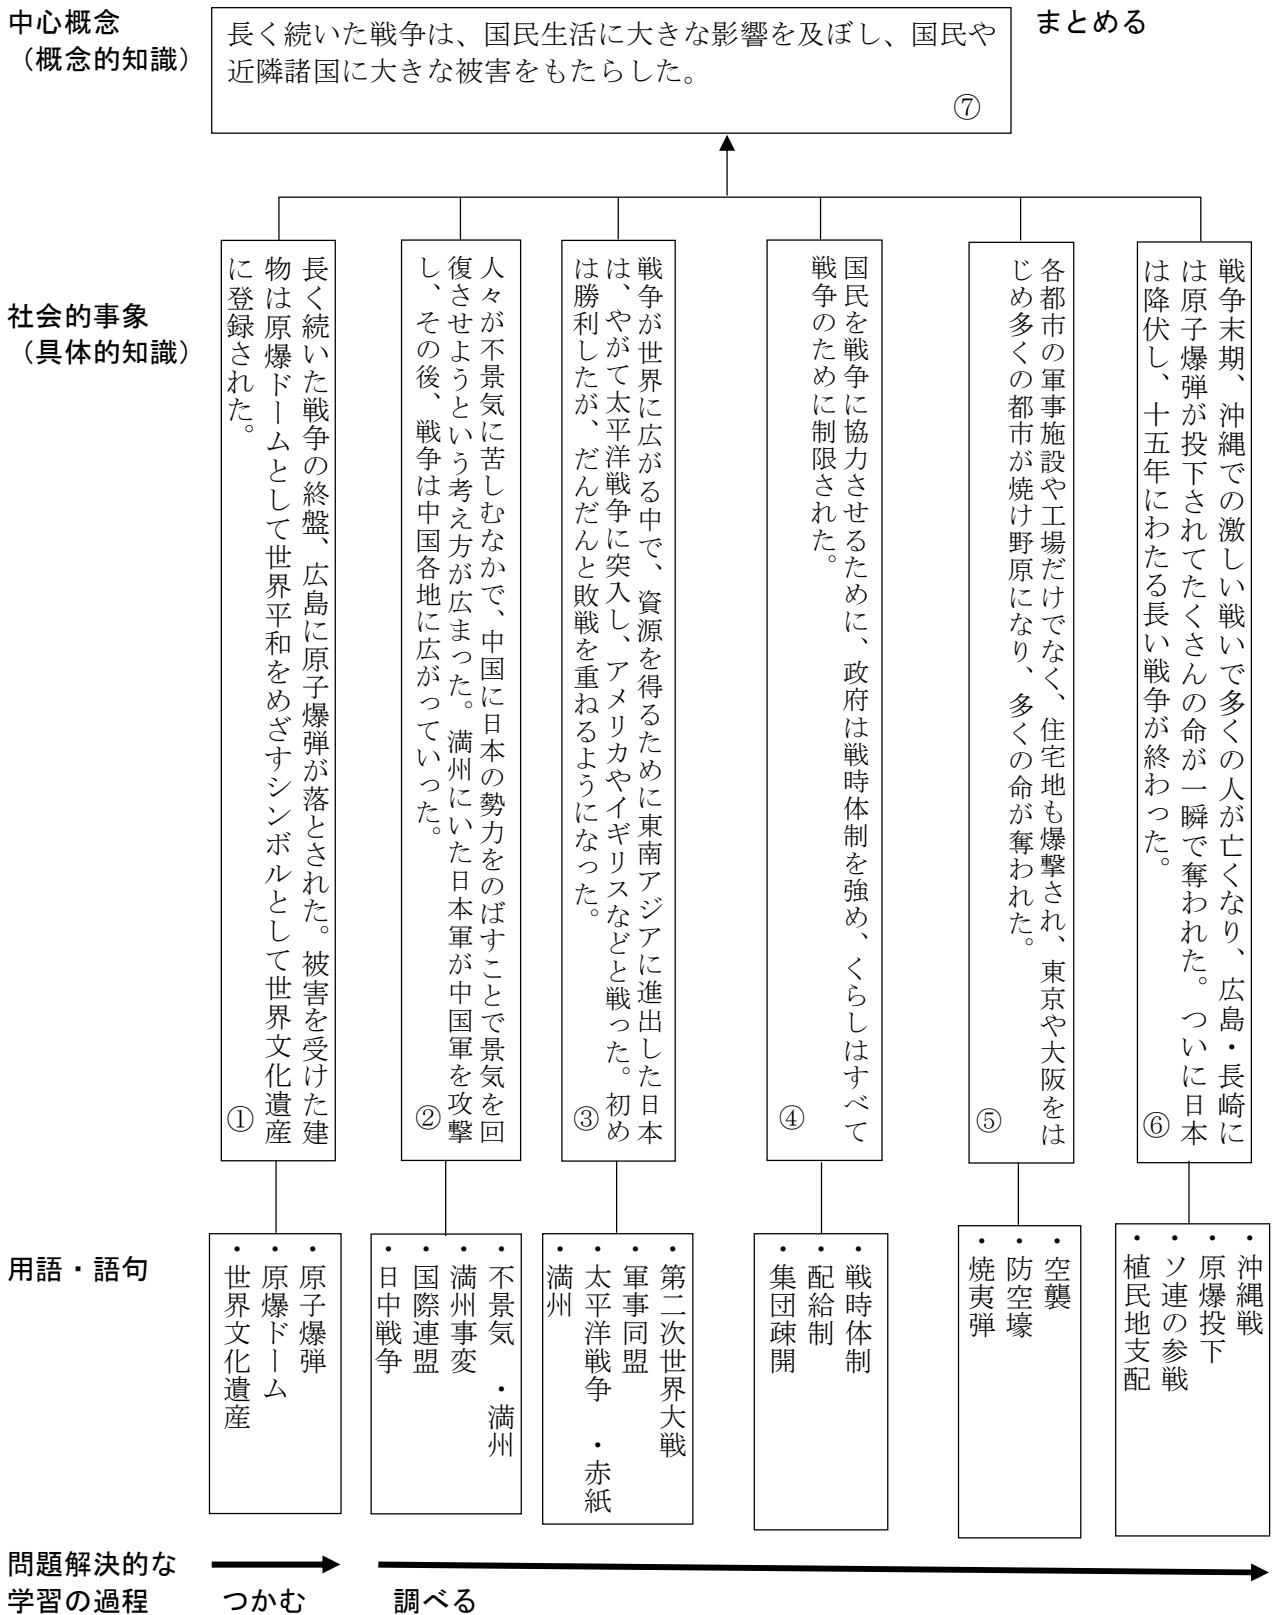 中心概念
（概念的知識）
長く続いた戦争は、国民生活に大きな影響を及ぼし、国民や
近隣諸国に大きな被害をもたらした。
⑦
まとめる
社会的事象
（具体的知識）
長く続いた戦争の終盤、広島に原子爆弾が落とされた。被害を受けた建
物は原爆ドームとして世界平和をめざすシンボルとして世界文化遺産
に登録された。
①
人々が不景気に苦しむなかで、中国に日本の勢力をのばすことで景気を回
復させようという考え方が広まった。満州にいた日本軍が中国軍を攻撃
し、その後、戦争は中国各地に広がっていった。
②
戦争が世界に広がる中で、資源を得るために東南アジアに進出した日本
は、やがて太平洋戦争に突入し、アメリカやイギリスなどと戦った。初め
は勝利したが、だんだんと敗戦を重ねるようになった。
③
国民を戦争に協力させるために、政府は戦時体制を強め、くらしはすべて
戦争のために制限された。
④
各都市の軍事施設や工場だけでなく、住宅地も爆撃され、東京や大阪をは
じめ多くの都市が焼け野原になり、多くの命が奪われた。
⑤
戦争末期、沖縄での激しい戦いで多くの人が亡くなり、広島・長崎に
は原子爆弾が投下されてたくさんの命が一瞬で奪われた。ついに日本
は降伏し、十五年にわたる長い戦争が終わった。
⑥
用語・語句
・原子爆弾
・原爆ドーム
・世界文化遺産
・不景気 ・満州
・満州事変
・国際連盟
・日中戦争
・第二次世界大戦
・軍事同盟
・太平洋戦争 ・赤紙
・満州
・戦時体制
・配給制
・集団疎開
・空襲
・防空壕
・焼夷弾
・沖縄戦
・原爆投下
・ソ連の参戦
・植民地支配
問題解決的な
学習の過程
つかむ
調べる